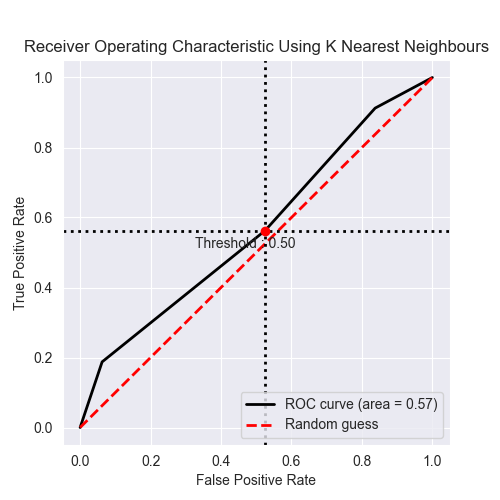 Receiver Operating Characteristic Using K Nearest Neighbours
1.0
0.8
0.6
0.4
0.2
0.0
True Positive Rate
Threshold : 0.50
ROC curve (area = 0.57)
Random guess
0.0 0.2 0.4 0.6 0.8 1.0
False Positive Rate